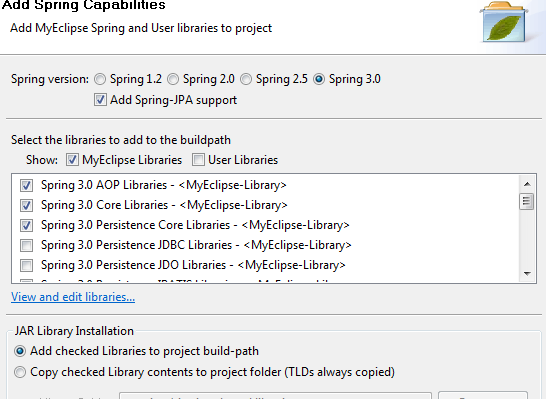 Add Spring Capabilities
Add MyEclipse Spring and User libraries to project
Spring version: Spring 1.2 Spring 2.0 Spring 2.5 Spring 3.0
Add Spring-JPA support
Select the libraries to add to the buildpath
Show: MyEclipse Libraries User Libraries
Spring 3.0 AOP Libraries - <MyEclipse-Library>
Spring 3.0 Core Libraries - <MyEclipse-Library>
Spring 3.0 Persistence Core Libraries - <MyEclipse-Library>
Spring 3.0 Persistence JDBC Libraries - <MyEclipse-Library>
Spring 3.0 Persistence JDO Libraries - <MyEclipse-Library>
View and edit libraries...
JAR Library Installation
Add checked Libraries to project build-path
Copy checked Library contents to project folder (TLDs always copied)